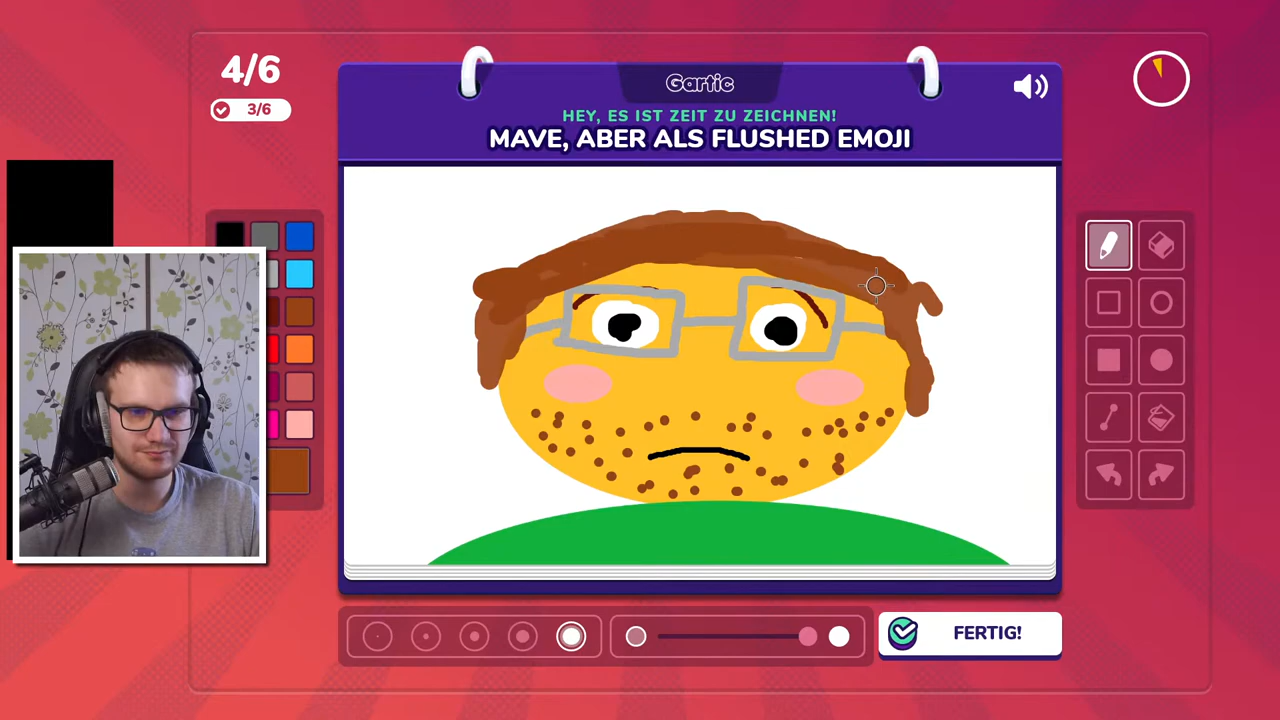 4/6
3/6
Gartic
HEY, ES IST ZEIT ZU ZEICHNEN!
MAVE, ABER ALS FLUSHED EMOJI
FERTIG!